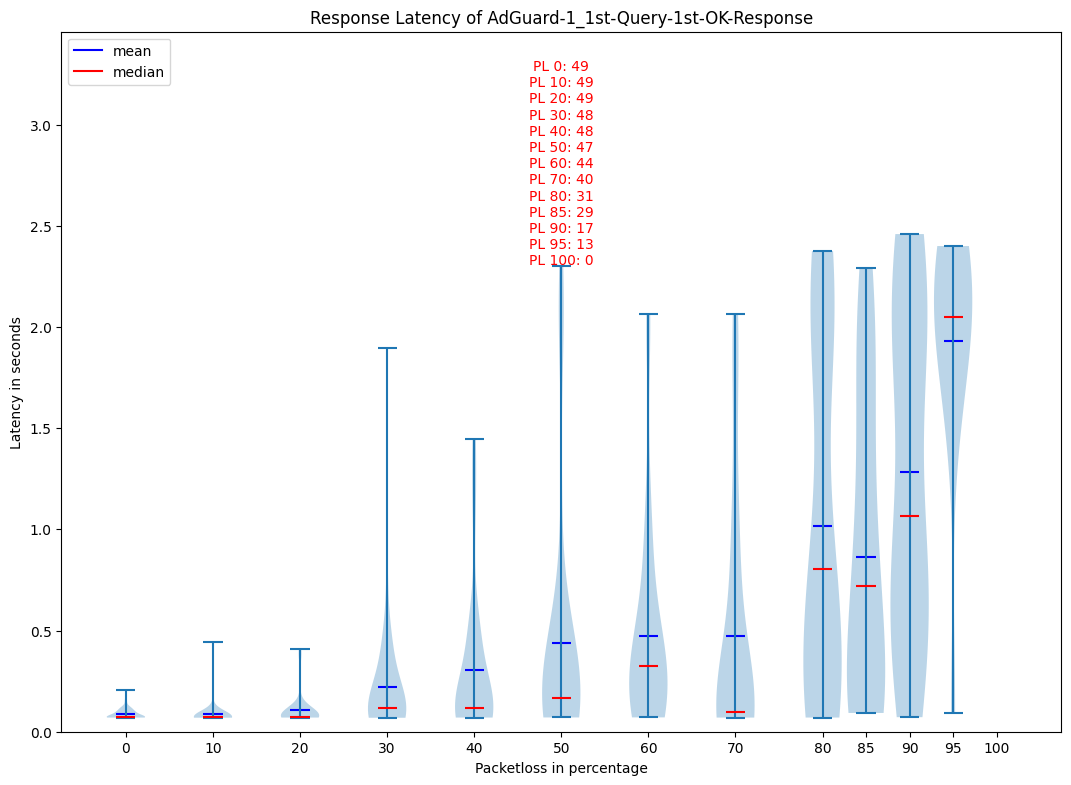 Response Latency of AdGuard-1_1st-Query-1st-OK-Response
mean
median
PL 0: 49
PL 10: 49
PL 20: 49
PL 30: 48
PL 40: 48
PL 50: 47
PL 60: 44
PL 70: 40
PL 80: 31
PL 85: 29
PL 90: 17
PL 95: 13
PL 100: 0
3.0
2.5
2.0
1.5
1.0
0.5
0.0
Latency in seconds
0 10 20 30 40 50 60 70 80 85 90 95 100
Packetloss in percentage